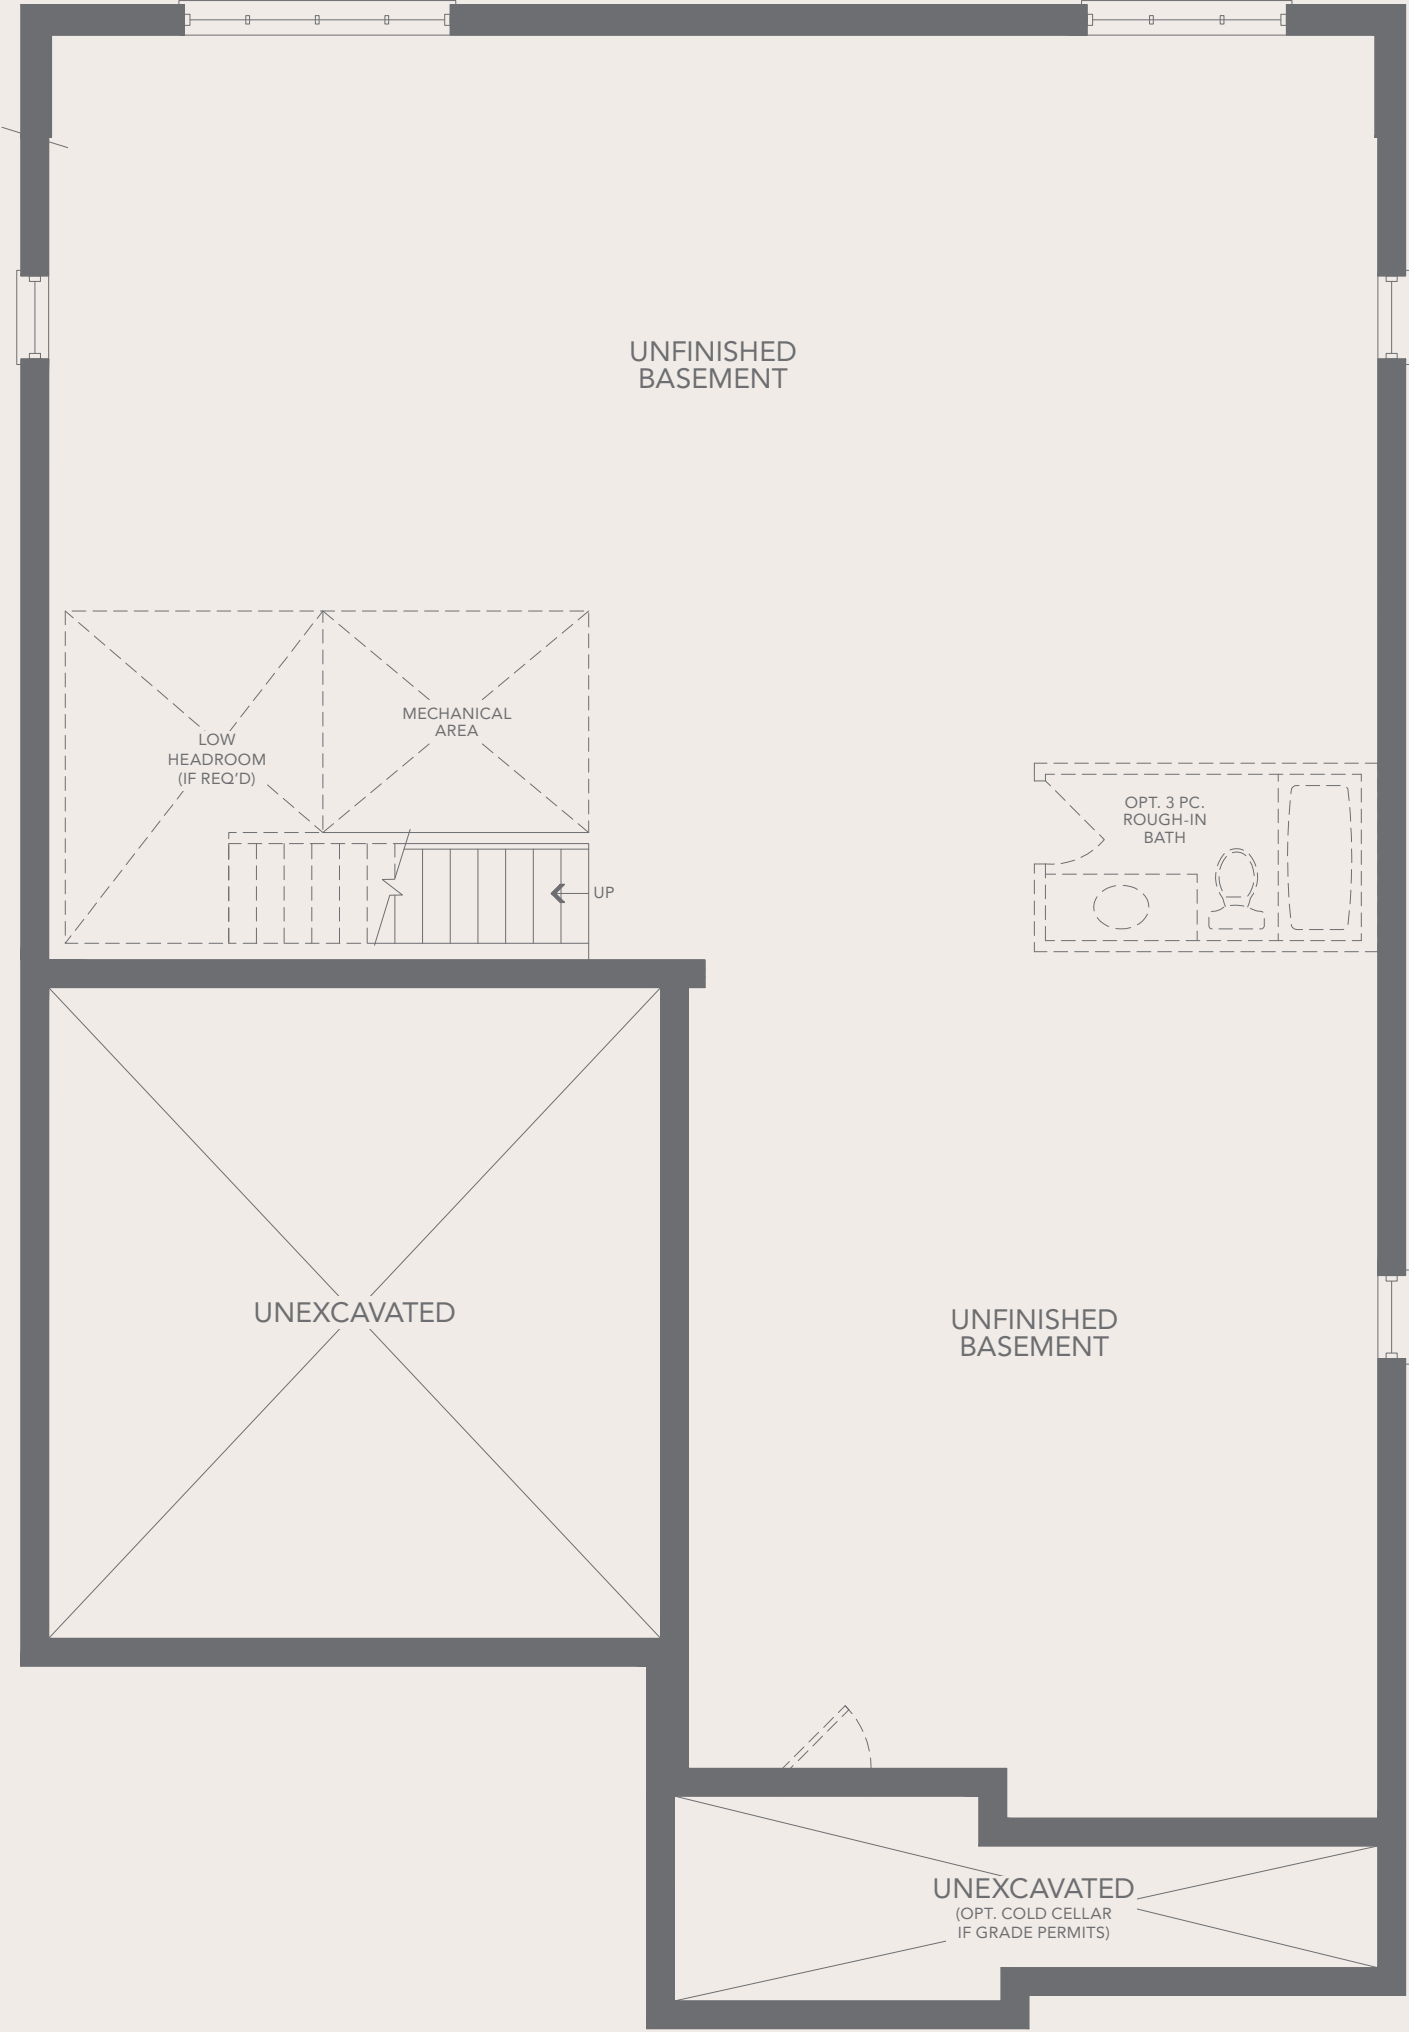 UNFINISHED
BASEMENT
MECHANICAL
AREA
LOW
HEADROOM
(IF REQ’D)
OPT. 3 PC.
ROUGH-IN
BATH
UP
UNEXCAVATED
UNFINISHED
BASEMENT
UNEXCAVATED
(OPT. COLD CELLAR
IF GRADE PERMITS)